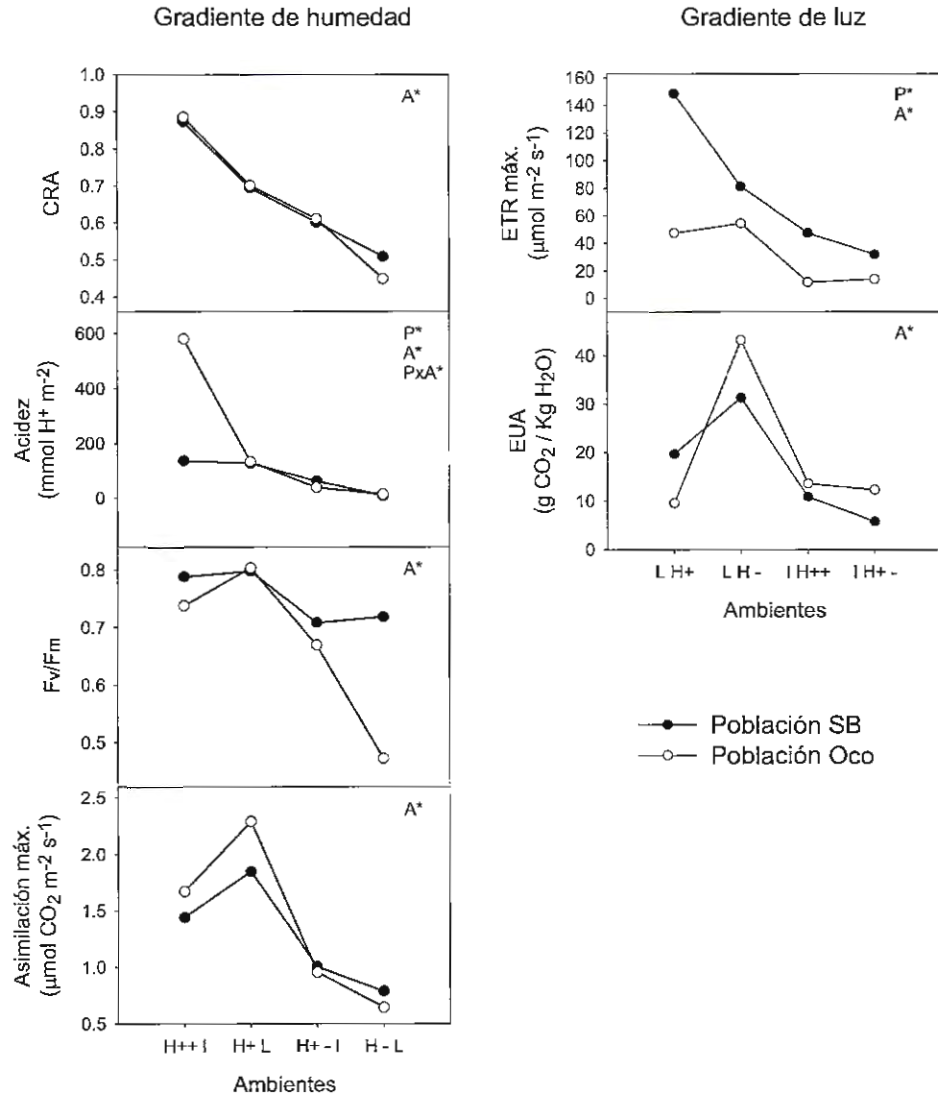 Gradiente de humedad
Gradiente de luz
1.0
0.9
0.8
0.7
0.6
0.5
0.4
CRA
A*
600
400
200
0
Acidez
(mmol H⁺ m⁻²)
P*
A*
PxA*
0.8
0.7
0.6
0.5
Fv/Fm
A*
2.5
2.0
1.5
1.0
0.5
Asimilación máx.
(µmol CO₂ m⁻² s⁻¹)
A*
H++ I
H+ L
H+ - I
H - L
Ambientes
160
140
120
100
80
60
40
20
0
ETR máx.
(µmol m⁻² s⁻¹)
P*
A*
40
30
20
10
0
EUA
(g CO₂ / Kg H₂O)
A*
L H+
L H -
I H++
I H+ -
Ambientes
Población SB
Población Oco